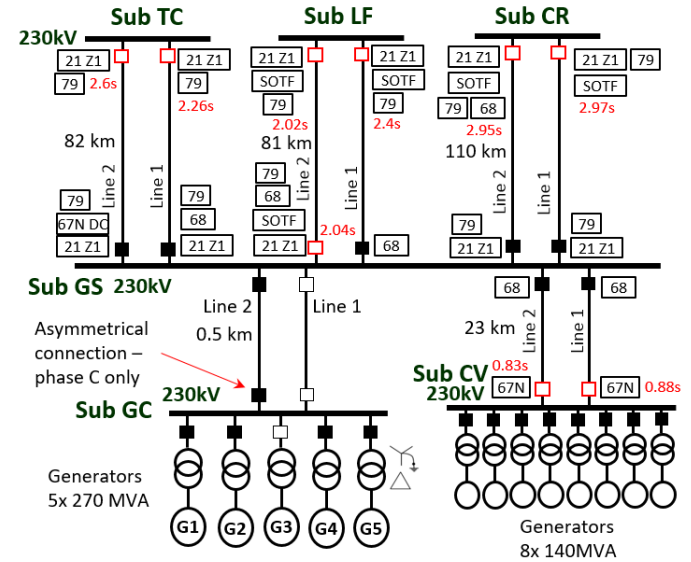 Sub TC
Sub LF
Sub CR
230kV
21 Z1
79
2.6s
21 Z1
79
2.26s
21 Z1
SOTF
79
2.02s
21 Z1
SOTF
79
2.4s
21 Z1
SOTF
79
68
2.95s
21 Z1
79
SOTF
2.97s
82 km
81 km
110 km
Line 2
Line 1
Line 2
Line 1
Line 2
Line 1
79
67N DC
21 Z1
79
68
21 Z1
79
68
SOTF
21 Z1
2.04s
68
79
21 Z1
79
21 Z1
Sub GS 230kV
Line 2
0.5 km
Line 1
68
68
23 km
Line 2
Line 1
Asymmetrical
connection –
phase C only
230kV
Sub GC
0.83s
Sub CV
230kV
67N
67N
0.88s
Generators
5x 270 MVA
G1
G2
G3
G4
G5
Generators
8x 140MVA